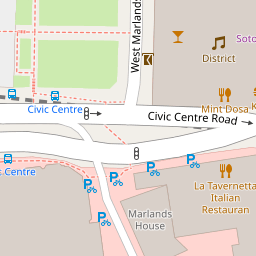 West Marlands
Soto
District
Civic Centre
Mint Dosa K
Civic Centre Road
Centre
La Tavernetta
Italian
Restauran
Marlands
House